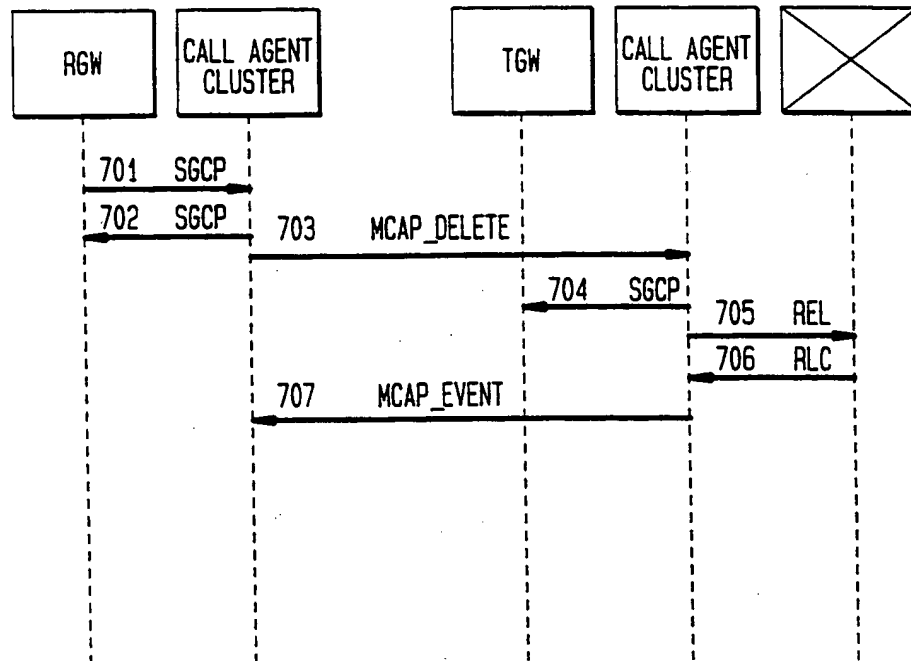 RGW
CALL AGENT
CLUSTER
TGW
CALL AGENT
CLUSTER
701 SGCP
702 SGCP
703 MCAP_DELETE
704 SGCP
705 REL
706 RLC
707 MCAP_EVENT